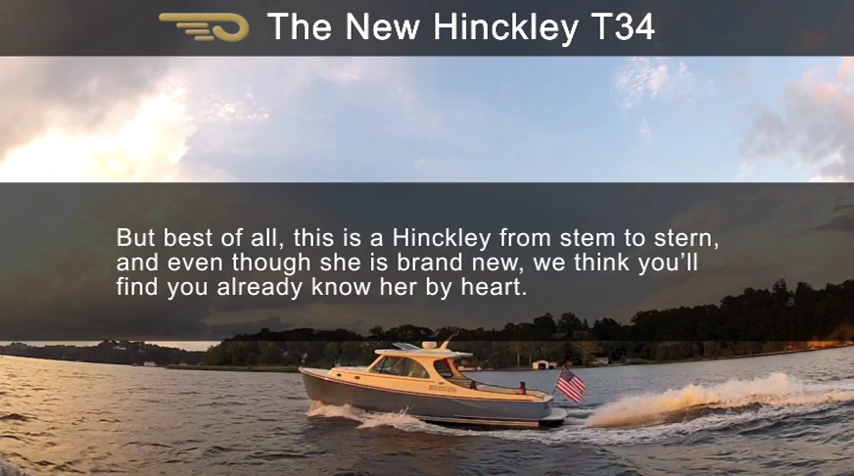 The New Hinckley T34
But best of all, this is a Hinckley from stem to stern,
and even though she is brand new, we think you’ll
find you already know her by heart.